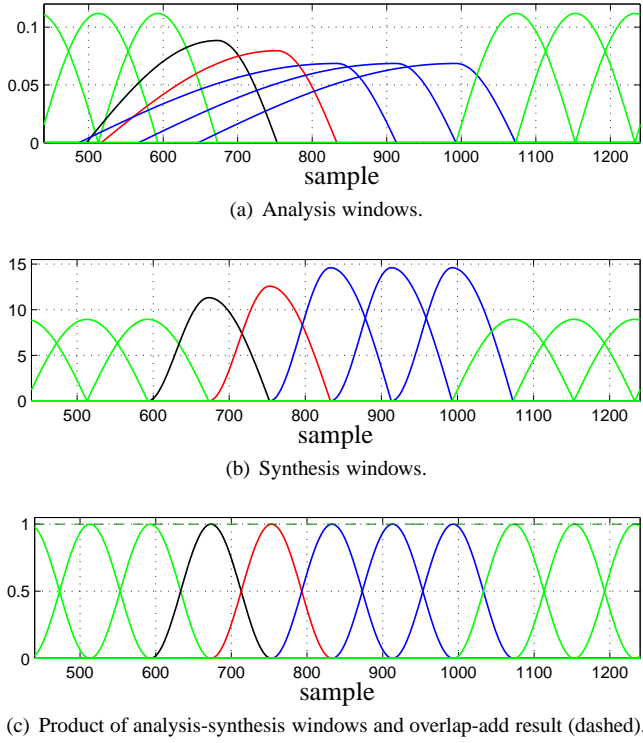 0.1
0.05
0
500 600 700 800 900 1000 1100 1200
sample
(a) Analysis windows.
15
10
5
0
500 600 700 800 900 1000 1100 1200
sample
(b) Synthesis windows.
1
0.5
0
500 600 700 800 900 1000 1100 1200
sample
(c) Product of analysis-synthesis windows and overlap-add result (dashed)